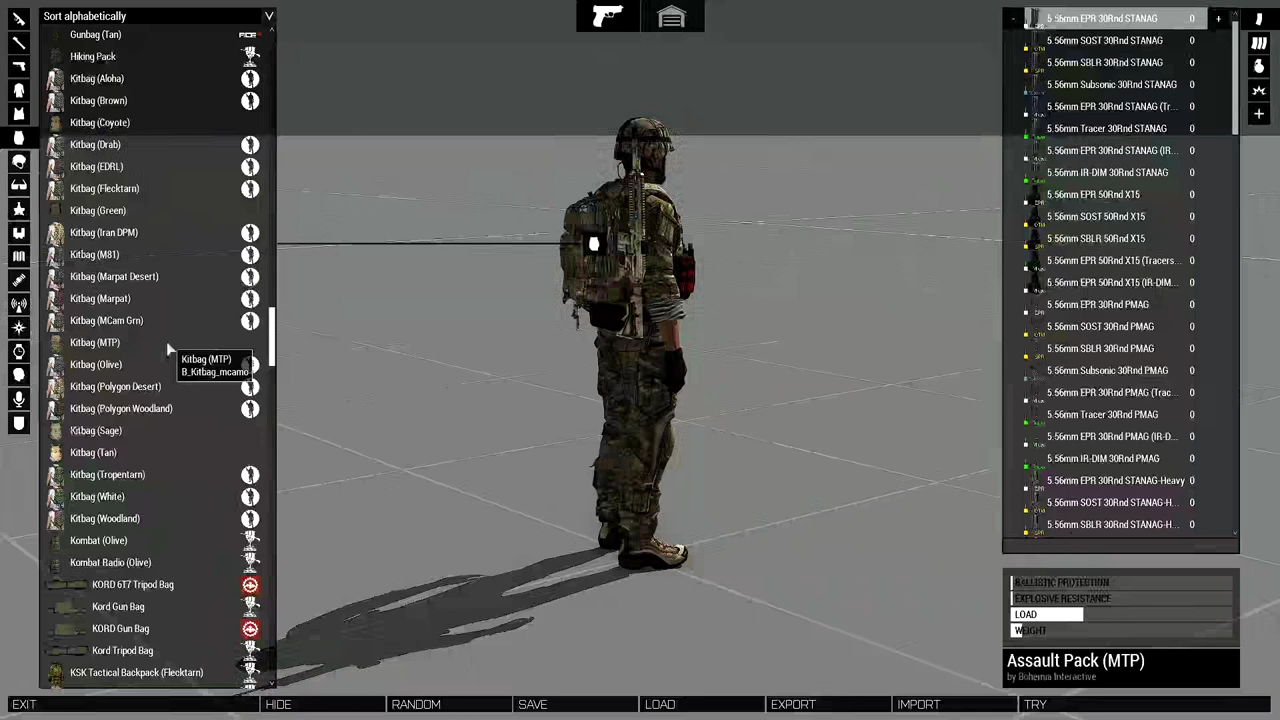 Sort alphabetically
Gunbag (Tan)
Hiking Pack
Kitbag (Aloha)
Kitbag (Brown)
Kitbag (Coyote)
Kitbag (Drab)
Kitbag (EDRL)
Kitbag (Flecktarn)
Kitbag (Green)
Kitbag (Iran DPM)
Kitbag (M81)
Kitbag (Marpat Desert)
Kitbag (Marpat)
Kitbag (MCam Grn)
Kitbag (MTP)
Kitbag (MTP)
B_Kitbag_mcamo
Kitbag (Olive)
Kitbag (Polygon Desert)
Kitbag (Polygon Woodland)
Kitbag (Sage)
Kitbag (Tan)
Kitbag (Tropentarn)
Kitbag (White)
Kitbag (Woodland)
Kombat (Olive)
Kombat Radio (Olive)
KORD 6T7 Tripod Bag
Kord Gun Bag
KORD Gun Bag
Kord Tripod Bag
KSK Tactical Backpack (Flecktarn)
- 5.56mm EPR 30Rnd STANAG 0 +
5.56mm SOST 30Rnd STANAG 0
5.56mm SBLR 30Rnd STANAG 0
5.56mm Subsonic 30Rnd STANAG 0
5.56mm EPR 30Rnd STANAG (Tr... 0
5.56mm Tracer 30Rnd STANAG 0
5.56mm EPR 30Rnd STANAG (IR... 0
5.56mm IR-DIM 30Rnd STANAG 0
5.56mm EPR 50Rnd X15 0
5.56mm SOST 50Rnd X15 0
5.56mm SBLR 50Rnd X15 0
5.56mm EPR 50Rnd X15 (Tracers... 0
5.56mm EPR 50Rnd X15 (IR-DIM... 0
5.56mm EPR 30Rnd PMAG 0
5.56mm SOST 30Rnd PMAG 0
5.56mm SBLR 30Rnd PMAG 0
5.56mm Subsonic 30Rnd PMAG 0
5.56mm EPR 30Rnd PMAG (Trac... 0
5.56mm Tracer 30Rnd PMAG 0
5.56mm EPR 30Rnd PMAG (IR-D... 0
5.56mm IR-DIM 30Rnd PMAG 0
5.56mm EPR 30Rnd STANAG-Heavy 0
5.56mm SOST 30Rnd STANAG-H... 0
5.56mm SBLR 30Rnd STANAG-H... 0
BALLISTIC PROTECTION
EXPLOSIVE RESISTANCE
LOAD
WEIGHT
Assault Pack (MTP)
by Bohemia Interactive
EXIT HIDE RANDOM SAVE LOAD EXPORT IMPORT TRY